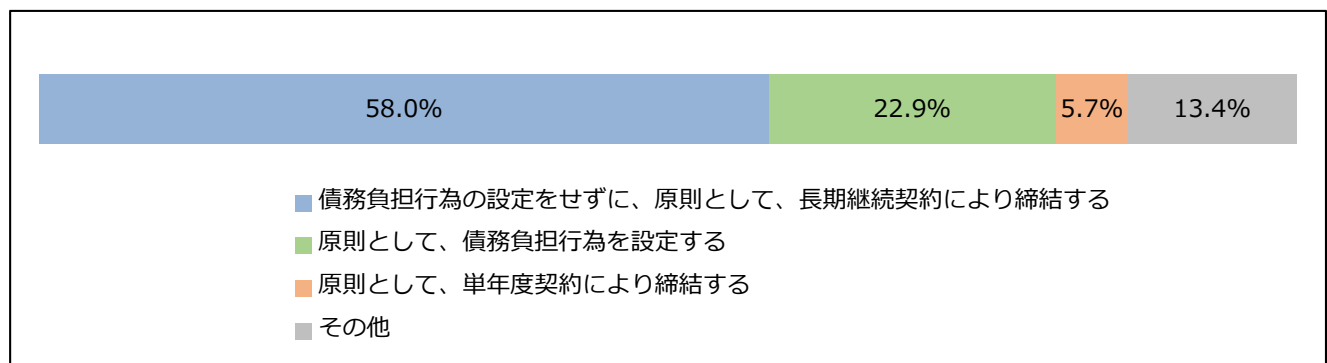 58.0% 22.9% 5.7% 13.4%
債務負担行為の設定をせずに、原則として、長期継続契約により締結する
原則として、債務負担行為を設定する
原則として、単年度契約により締結する
その他